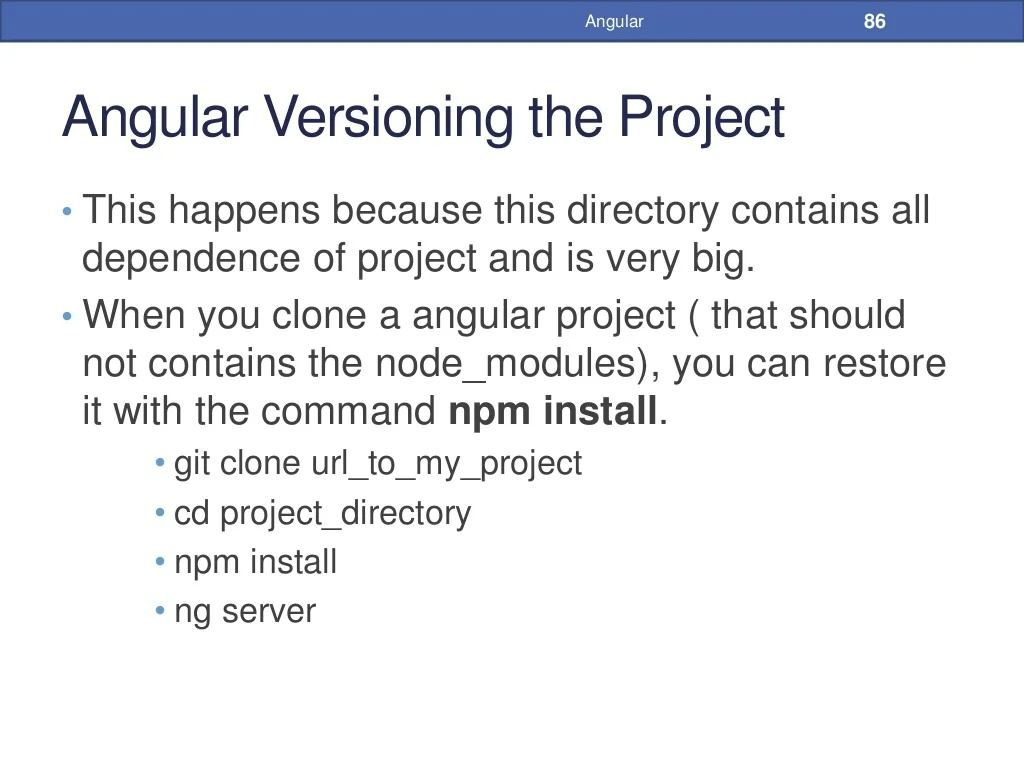 Angular 86
Angular Versioning the Project
• This happens because this directory contains all
dependence of project and is very big.
• When you clone a angular project ( that should
not contains the node_modules), you can restore
it with the command npm install.
• git clone url_to_my_project
• cd project_directory
• npm install
• ng server